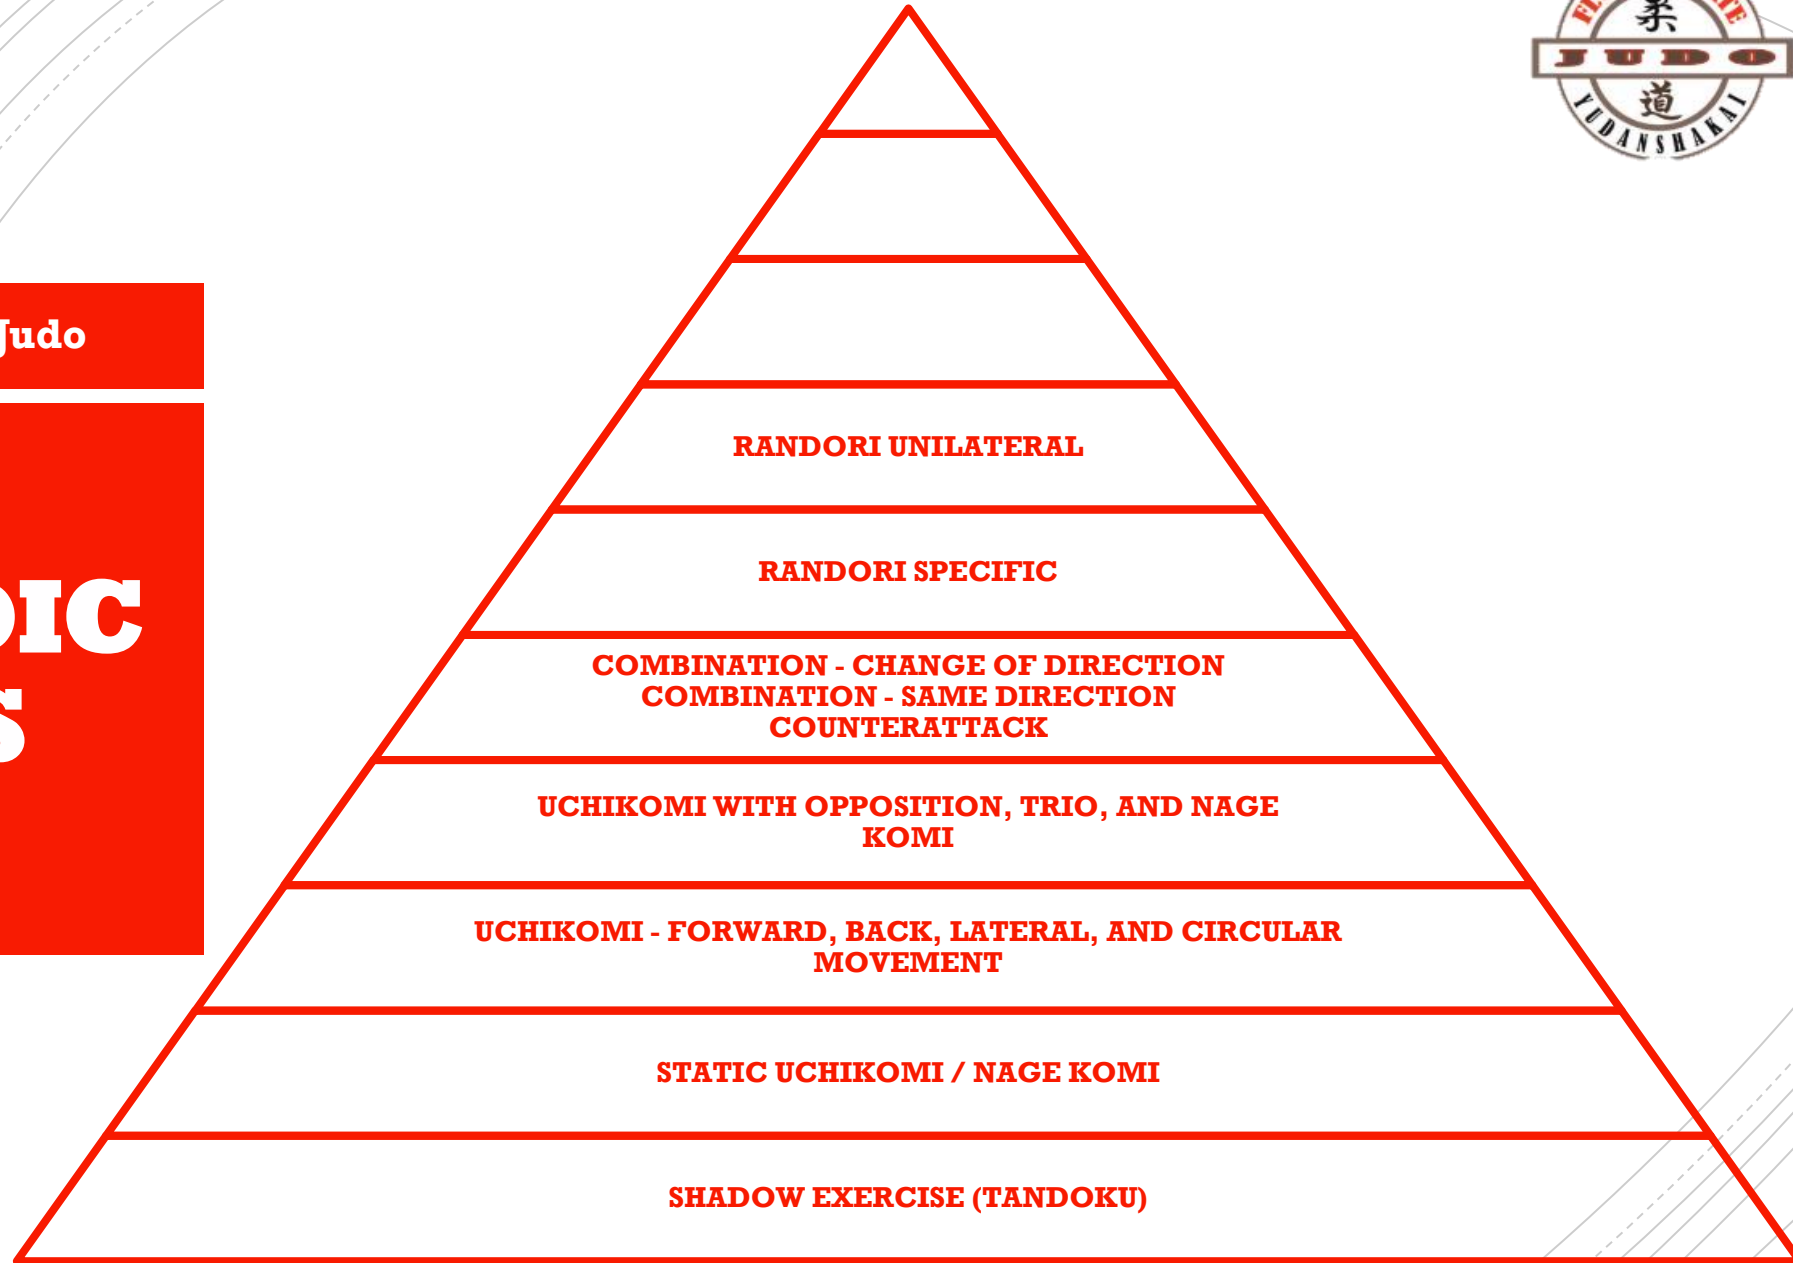 柔
JUDO
道
YUDANSHAKAI
Judo
RANDORI UNILATERAL
RANDORI SPECIFIC
COMBINATION - CHANGE OF DIRECTION
COMBINATION - SAME DIRECTION
COUNTERATTACK
UCHIKOMI WITH OPPOSITION, TRIO, AND NAGE
KOMI
UCHIKOMI - FORWARD, BACK, LATERAL, AND CIRCULAR
MOVEMENT
STATIC UCHIKOMI / NAGE KOMI
SHADOW EXERCISE (TANDOKU)